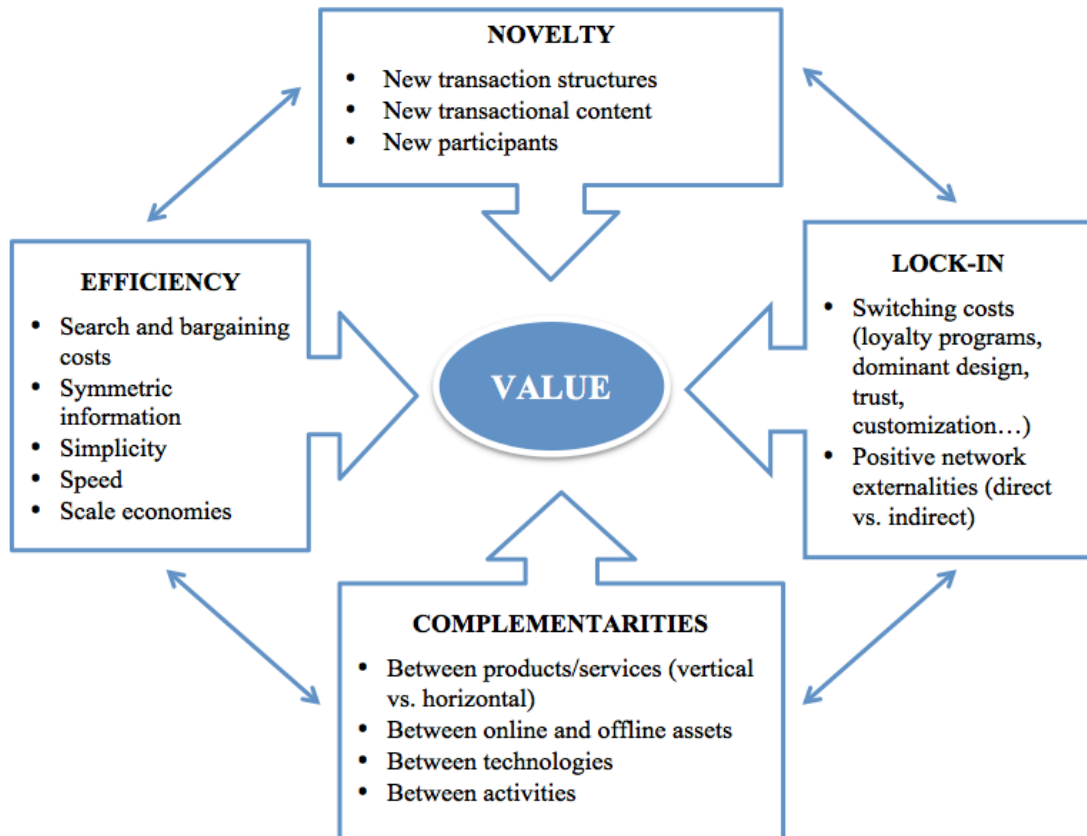 NOVELTY
• New transaction structures
• New transactional content
• New participants
EFFICIENCY
• Search and bargaining
costs
• Symmetric
information
• Simplicity
• Speed
• Scale economies
VALUE
LOCK-IN
• Switching costs
(loyalty programs,
dominant design,
trust,
customization…)
• Positive network
externalities (direct
vs. indirect)
COMPLEMENTARITIES
• Between products/services (vertical
vs. horizontal)
• Between online and offline assets
• Between technologies
• Between activities